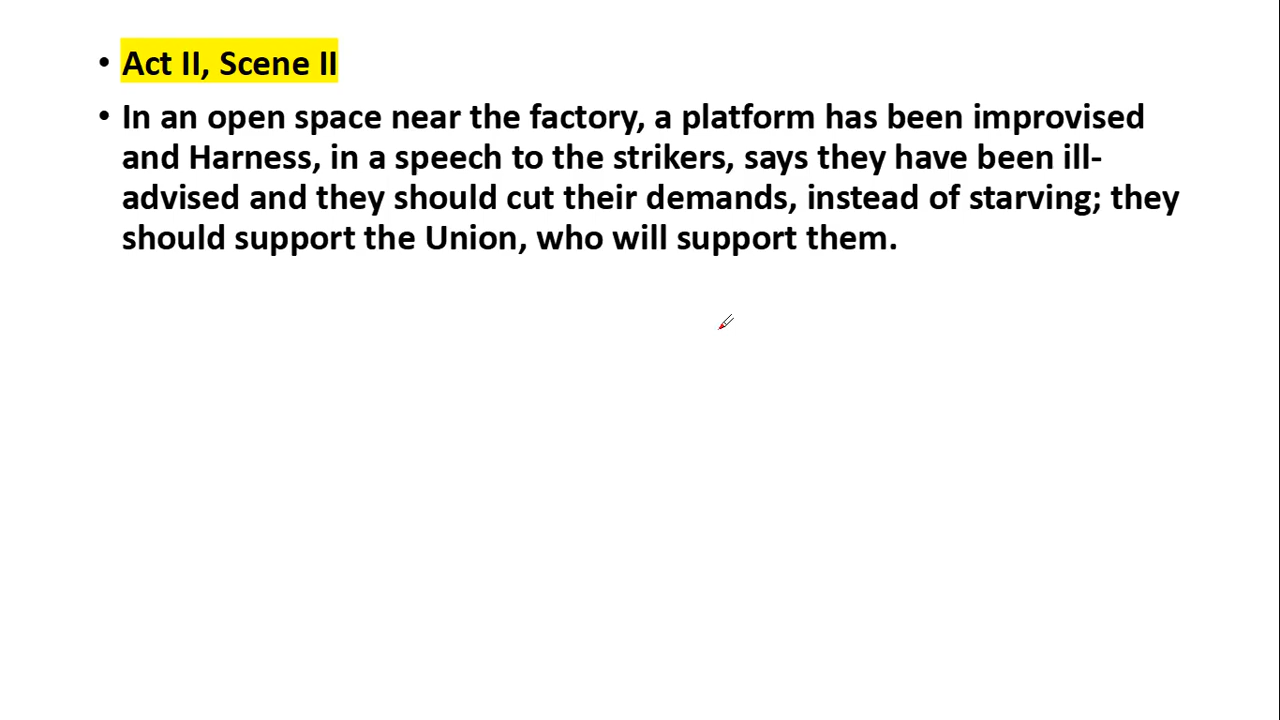 • Act II, Scene II
• In an open space near the factory, a platform has been improvised
and Harness, in a speech to the strikers, says they have been ill-
advised and they should cut their demands, instead of starving; they
should support the Union, who will support them.